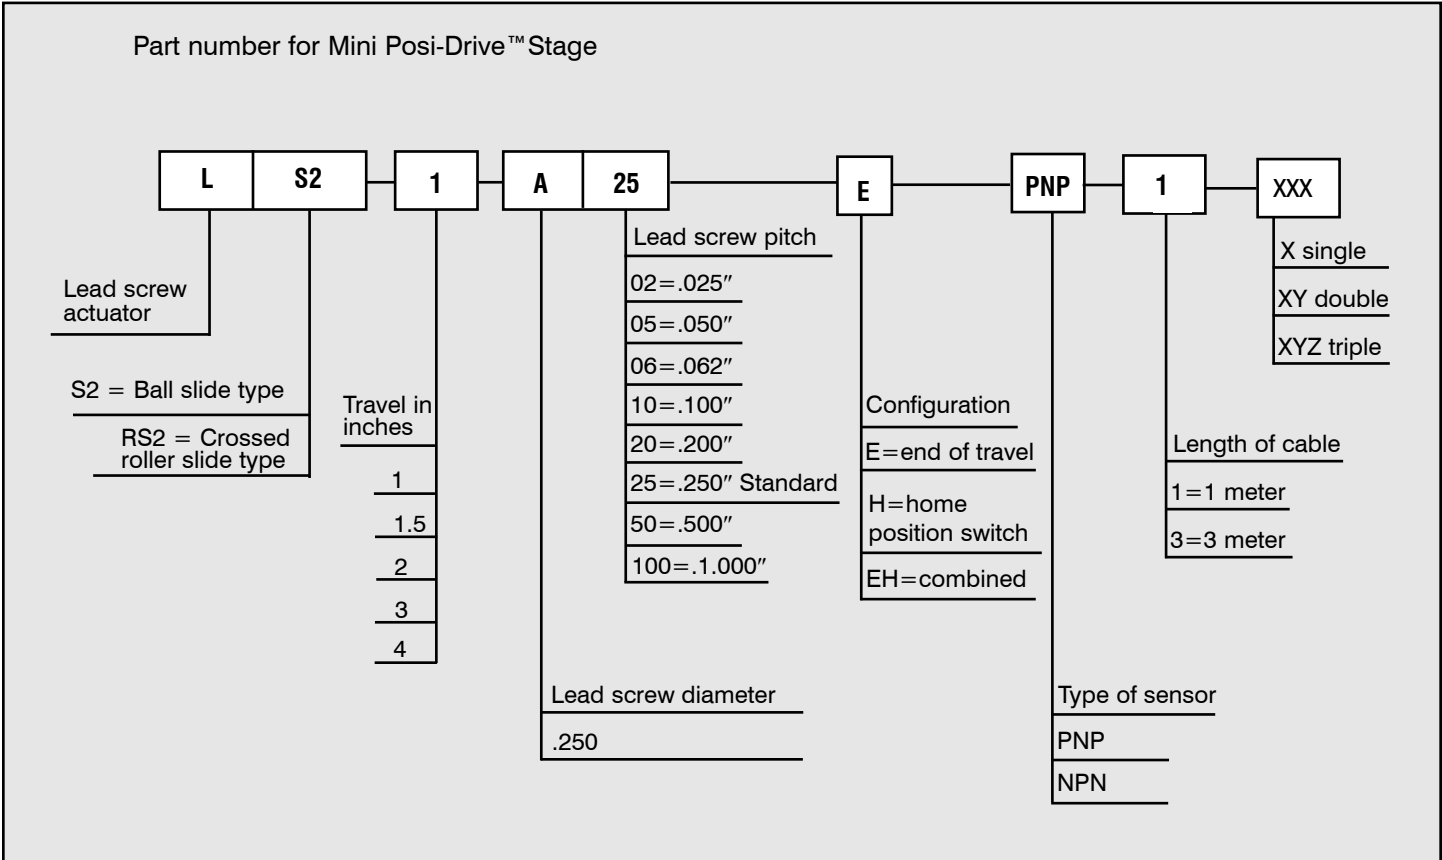 Part number for Mini Posi-Drive™ Stage
L S2 1 A 25 E PNP 1 XXX
Lead screw
actuator
S2 = Ball slide type
RS2 = Crossed
roller slide type
Travel in
inches
1
1.5
2
3
4
Lead screw diameter
.250
Lead screw pitch
02=.025″
05=.050″
06=.062″
10=.100″
20=.200″
25=.250″ Standard
50=.500″
100=.1.000″
Configuration
E=end of travel
H=home
position switch
EH=combined
Type of sensor
PNP
NPN
Length of cable
1=1 meter
3=3 meter
X single
XY double
XYZ triple